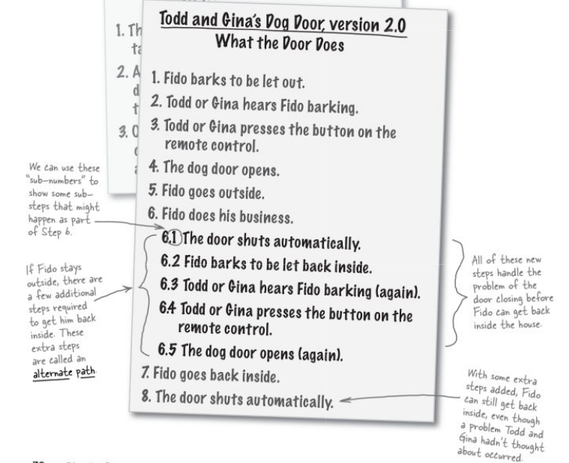 Todd and Gina's Dog Door, version 2.0
What the Door Does
1. Th
ta
2. A
d
t
3. O
1. Fido barks to be let out.
2. Todd or Gina hears Fido barking.
3. Todd or Gina presses the button on the
remote control.
4. The dog door opens.
5. Fido goes outside.
6. Fido does his business.
6.1 The door shuts automatically.
6.2 Fido barks to be let back inside.
6.3 Todd or Gina hears Fido barking (again).
6.4 Todd or Gina presses the button on the
remote control.
6.5 The dog door opens (again).
7. Fido goes back inside.
8. The door shuts automatically.
We can use these
"sub-numbers" to
show some sub-
steps that might
happen as part
of Step 6.
If Fido stays
outside, there are
a few additional
steps required
to get him back
inside. These
extra steps
are called an
alternate path.
All of these new
steps handle the
problem of the
door closing before
Fido can get back
inside the house.
With some extra
steps added, Fido
can still get back
inside, even though
a problem Todd and
Gina hadn't thought
about occurred.